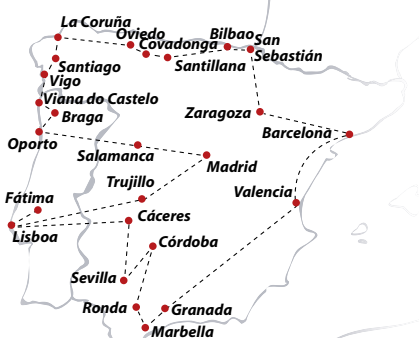 La Coruña
Oviedo
Bilbao
San
Sebastián
Covadonga
Santillana
Santiago
Vigo
Viana do Castelo
Braga
Zaragoza
Barcelona
Oporto
Salamanca
Madrid
Trujillo
Valencia
Fátima
Cáceres
Lisboa
Córdoba
Sevilla
Ronda
Granada
Marbella